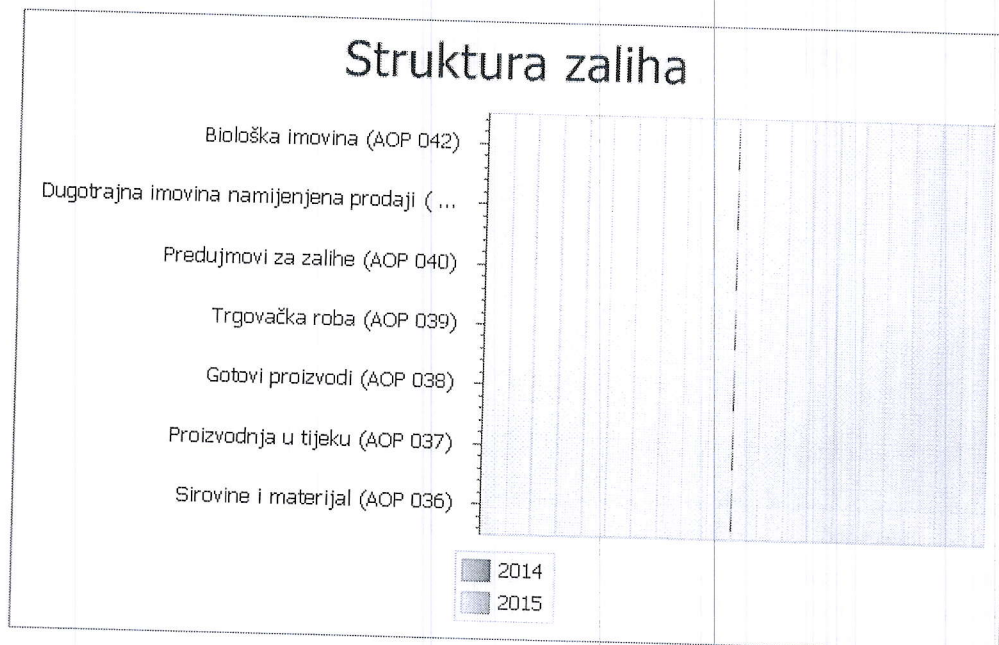 Struktura zaliha
Biološka imovina (AOP 042)
Dugotrajna imovina namijenjena prodaji ( ...
Predujmovi za zalihe (AOP 040)
Trgovačka roba (AOP 039)
Gotovi proizvodi (AOP 038)
Proizvodnja u tijeku (AOP 037)
Sirovine i materijal (AOP 036)
2014
2015